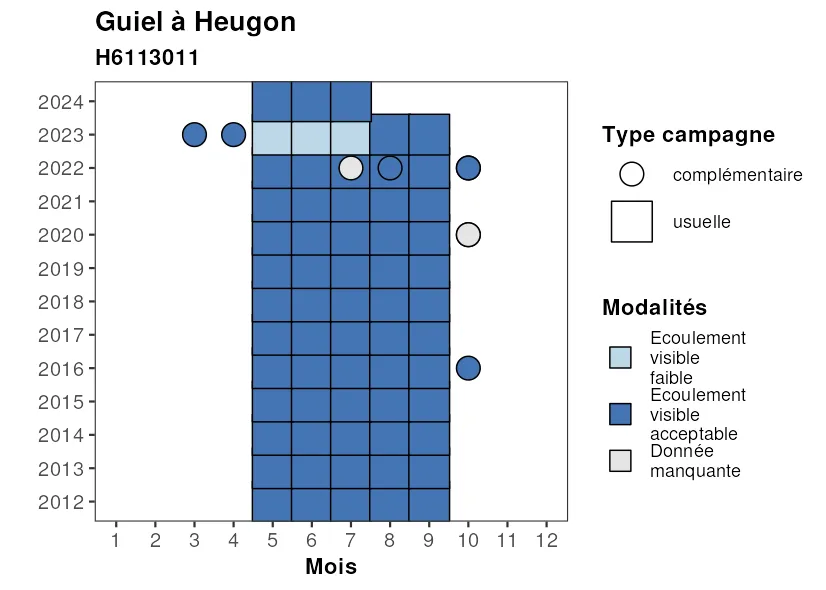 Guiel à Heugon
H6113011
2024
2023
2022
2021
2020
2019
2018
2017
2016
2015
2014
2013
2012
1 2 3 4 5 6 7 8 9 10 11 12
Mois
Type campagne
complémentaire
usuelle
Modalités
Ecoulement
visible
faible
Ecoulement
visible
acceptable
Donnée
manquante